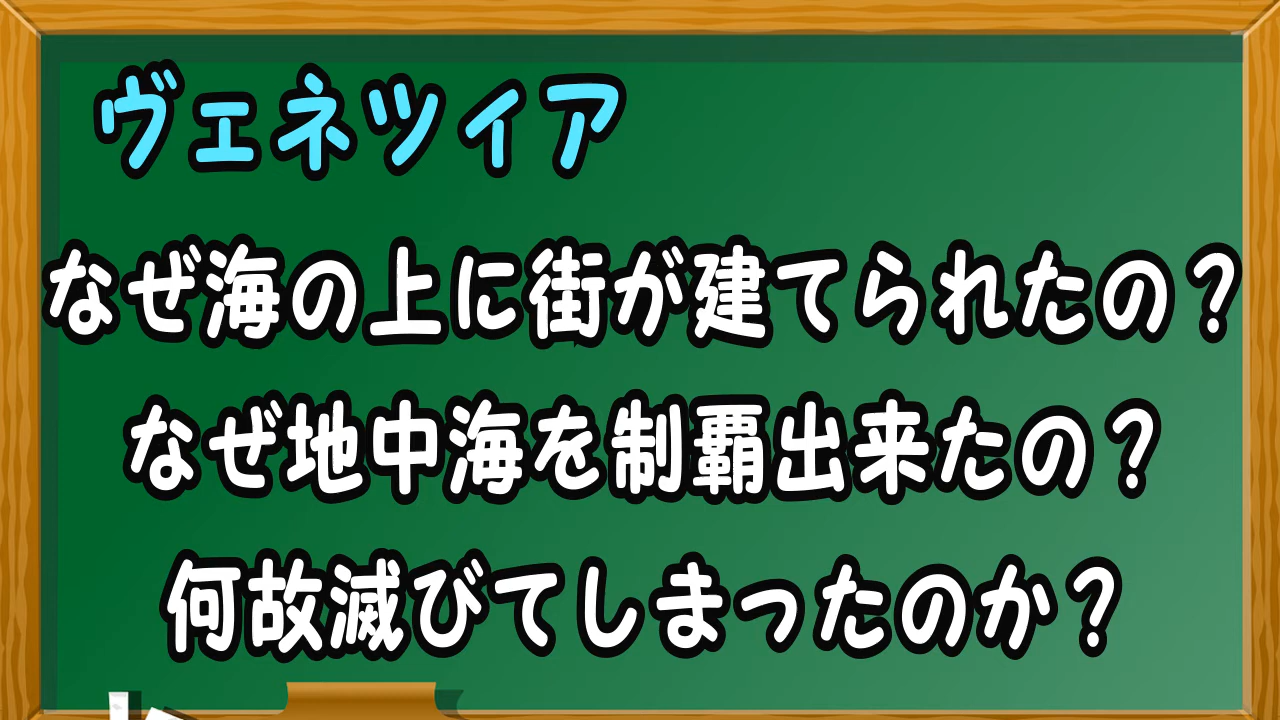 ヴェネツィア
なぜ海の上に街が建てられたの？
なぜ地中海を制覇出来たの？
何故滅びてしまったのか？